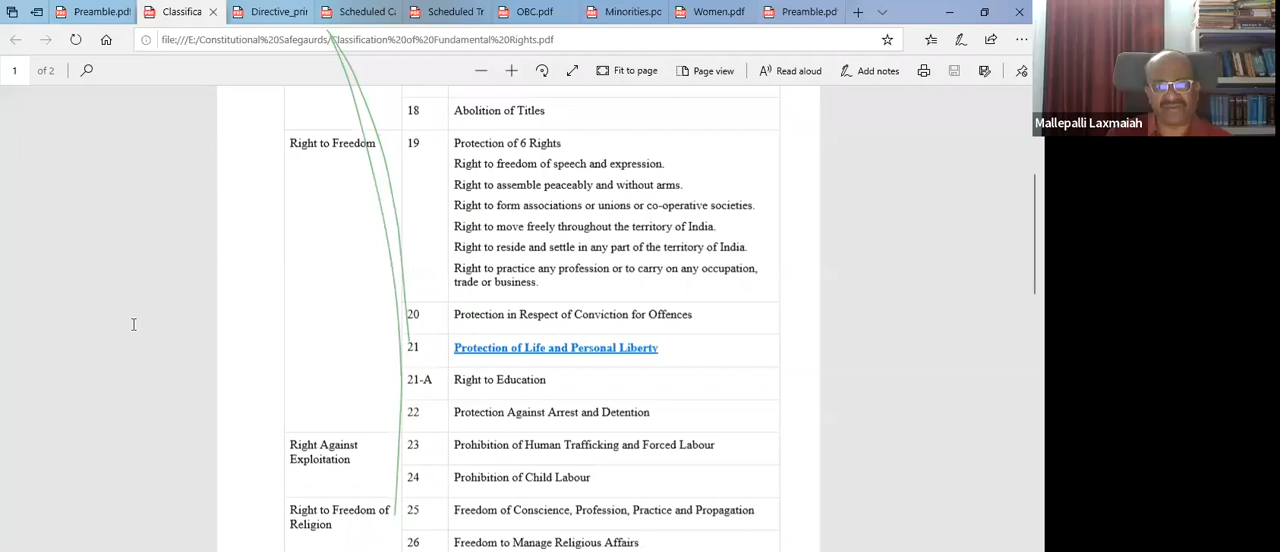 Preamble.pdf
Classifica
Directive_prin
Scheduled Ca
Scheduled Tr
OBC.pdf
Minorities.pc
Women.pdf
Preamble.pd
file:///E:/Constitutional%20Safegaurds/Classification%20of%20Fundamental%20Rights.pdf
1 of 2
Fit to page
Page view
Read aloud
Add notes
Mallepalli Laxmaiah
18 Abolition of Titles
Right to Freedom 19 Protection of 6 Rights
Right to freedom of speech and expression.
Right to assemble peaceably and without arms.
Right to form associations or unions or co-operative societies.
Right to move freely throughout the territory of India.
Right to reside and settle in any part of the territory of India.
Right to practice any profession or to carry on any occupation,
trade or business.
20 Protection in Respect of Conviction for Offences
21 Protection of Life and Personal Liberty
21-A Right to Education
22 Protection Against Arrest and Detention
Right Against
Exploitation
23 Prohibition of Human Trafficking and Forced Labour
24 Prohibition of Child Labour
Right to Freedom of
Religion
25 Freedom of Conscience, Profession, Practice and Propagation
26 Freedom to Manage Religious Affairs